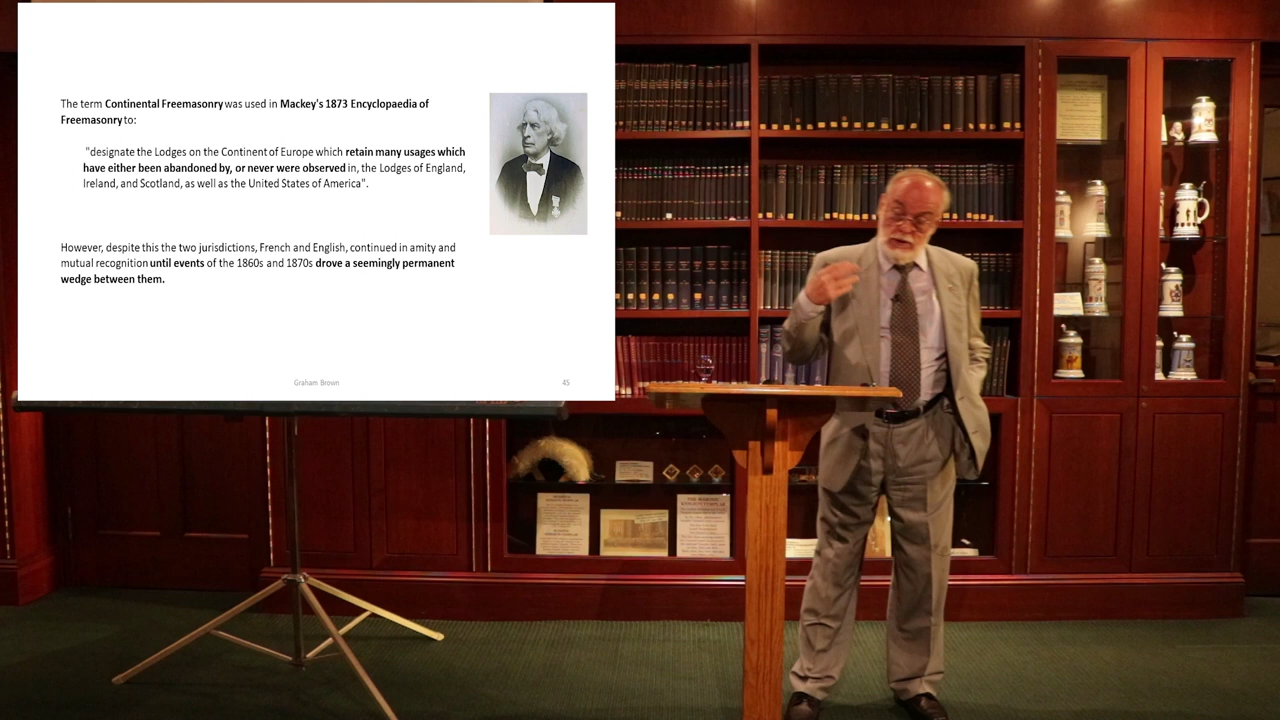 The term Continental Freemasonry was used in Mackey's 1873 Encyclopaedia of
Freemasonry to:
"designate the Lodges on the Continent of Europe which retain many usages which
have either been abandoned by, or never were observed in, the Lodges of England,
Ireland, and Scotland, as well as the United States of America".
However, despite this the two jurisdictions, French and English, continued in amity and
mutual recognition until events of the 1860s and 1870s drove a seemingly permanent
wedge between them.
Graham Brown
45